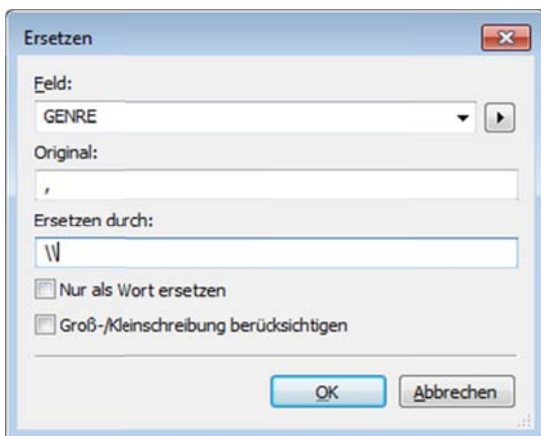 Ersetzen
Feld:
GENRE
Original:
,
Ersetzen durch:
\\
Nur als Wort ersetzen
Groß-/Kleinschreibung berücksichtigen
OK
Abbrechen